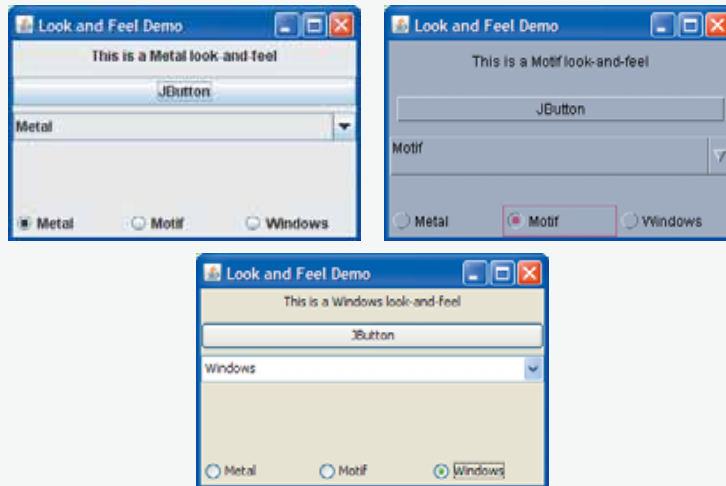 Look and Feel Demo
This is a Metal look-and-feel
JButton
Metal
Metal Motif Windows
Look and Feel Demo
This is a Motif look-and-feel
JButton
Motif
Metal Motif Windows
Look and Feel Demo
This is a Windows look-and-feel
JButton
Windows
Metal Motif Windows